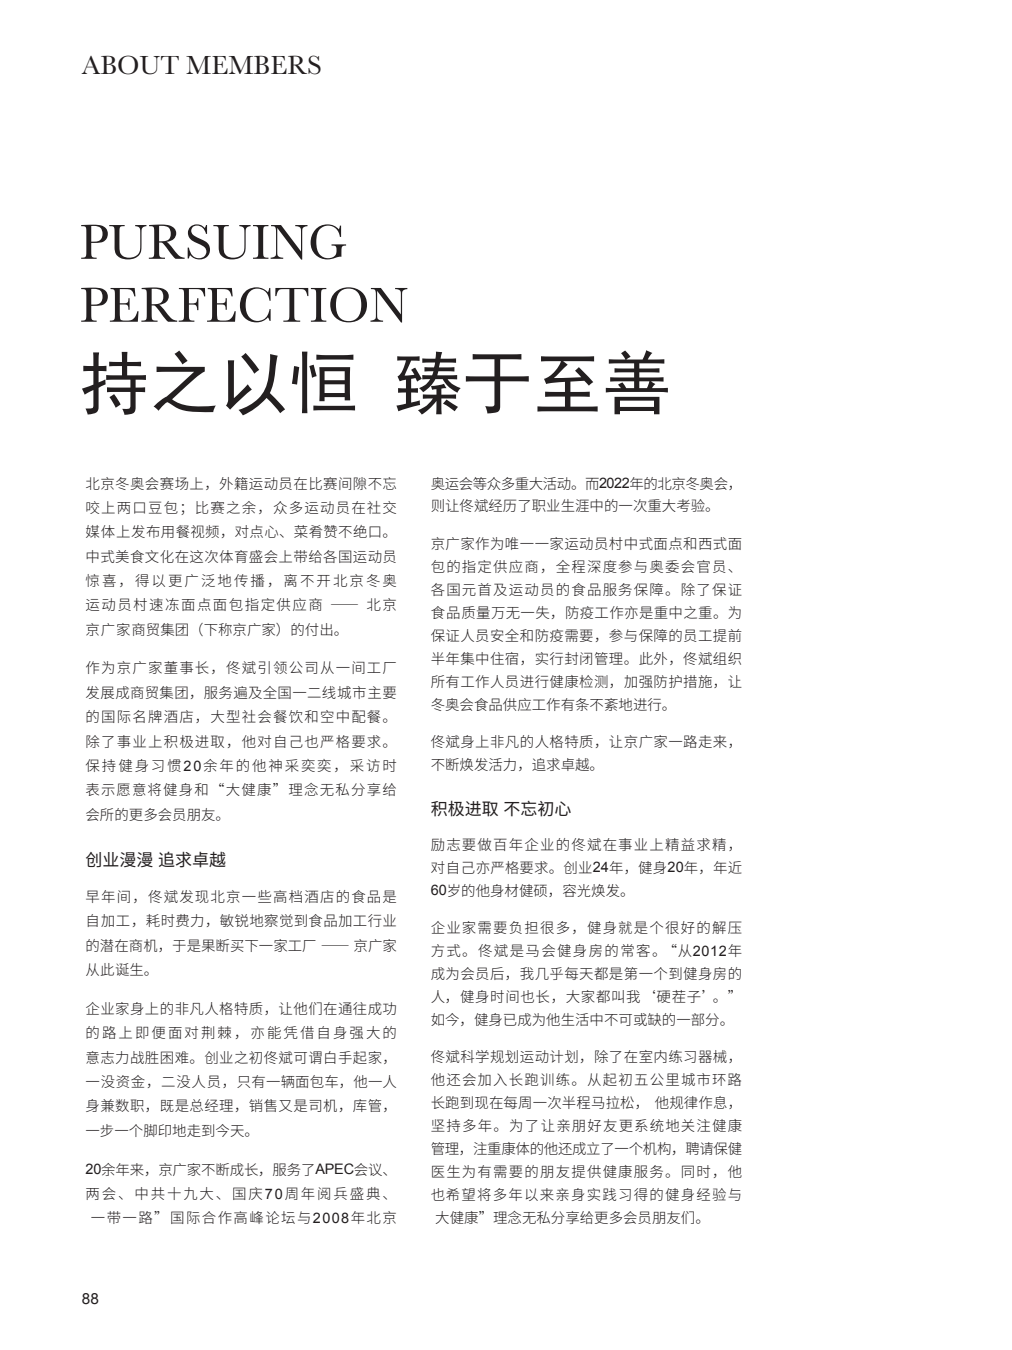 ABOUT MEMBERS
PURSUING
PERFECTION
持之以恒 臻于至善
北京冬奥会赛场上，外籍运动员在比赛间隙不忘
咬上两口豆包；比赛之余，众多运动员在社交
媒体上发布用餐视频，对点心、菜肴赞不绝口。
中式美食文化在这次体育盛会上带给各国运动员
惊喜，得以更广泛地传播，离不开北京冬奥
运动员村速冻面点面包指定供应商 —— 北京
京广家商贸集团（下称京广家）的付出。
作为京广家董事长，佟斌引领公司从一间工厂
发展成商贸集团，服务遍及全国一二线城市主要
的国际名牌酒店，大型社会餐饮和空中配餐。
除了事业上积极进取，他对自己也严格要求。
保持健身习惯20余年的他神采奕奕，采访时
表示愿意将健身和“大健康”理念无私分享给
会所的更多会员朋友。
创业漫漫 追求卓越
早年间，佟斌发现北京一些高档酒店的食品是
自加工，耗时费力，敏锐地察觉到食品加工行业
的潜在商机，于是果断买下一家工厂 —— 京广家
从此诞生。
企业家身上的非凡人格特质，让他们在通往成功
的路上即便面对荆棘，亦能凭借自身强大的
意志力战胜困难。创业之初佟斌可谓白手起家，
一没资金，二没人员，只有一辆面包车，他一人
身兼数职，既是总经理，销售又是司机，库管，
一步一个脚印地走到今天。
20余年来，京广家不断成长，服务了APEC会议、
两会、中共十九大、国庆70周年阅兵盛典、
一带一路”国际合作高峰论坛与2008年北京
奥运会等众多重大活动。而2022年的北京冬奥会，
则让佟斌经历了职业生涯中的一次重大考验。
京广家作为唯一一家运动员村中式面点和西式面
包的指定供应商，全程深度参与奥委会官员、
各国元首及运动员的食品服务保障。除了保证
食品质量万无一失，防疫工作亦是重中之重。为
保证人员安全和防疫需要，参与保障的员工提前
半年集中住宿，实行封闭管理。此外，佟斌组织
所有工作人员进行健康检测，加强防护措施，让
冬奥会食品供应工作有条不紊地进行。
佟斌身上非凡的人格特质，让京广家一路走来，
不断焕发活力，追求卓越。
积极进取 不忘初心
励志要做百年企业的佟斌在事业上精益求精，
对自己亦严格要求。创业24年，健身20年，年近
60岁的他身材健硕，容光焕发。
企业家需要负担很多，健身就是个很好的解压
方式。佟斌是马会健身房的常客。“从2012年
成为会员后，我几乎每天都是第一个到健身房的
人，健身时间也长，大家都叫我‘硬茬子’。”
如今，健身已成为他生活中不可或缺的一部分。
佟斌科学规划运动计划，除了在室内练习器械，
他还会加入长跑训练。从起初五公里城市环路
长跑到现在每周一次半程马拉松， 他规律作息，
坚持多年。为了让亲朋好友更系统地关注健康
管理，注重康体的他还成立了一个机构，聘请保健
医生为有需要的朋友提供健康服务。同时，他
也希望将多年以来亲身实践习得的健身经验与
大健康”理念无私分享给更多会员朋友们。
88